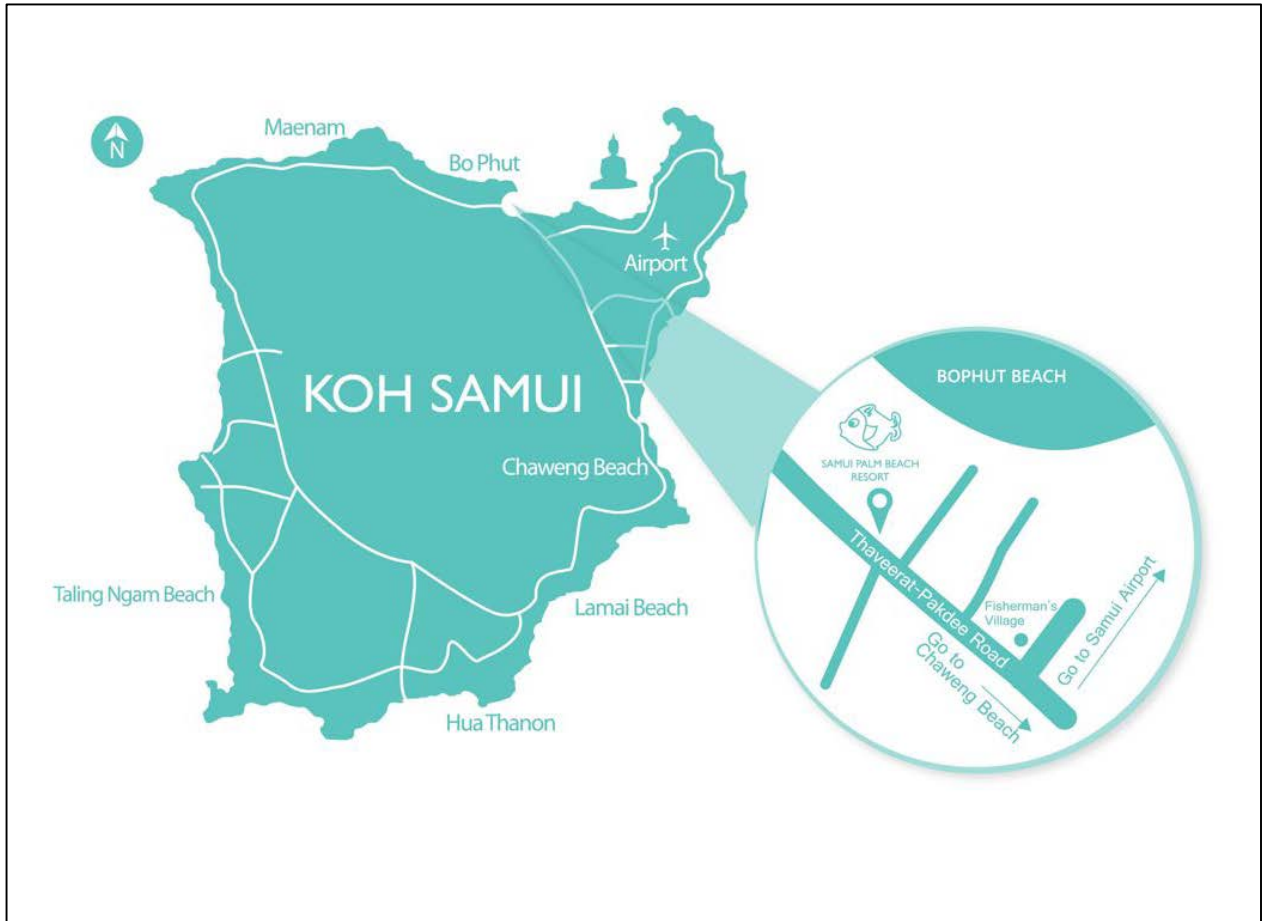 N
Maenam
Bo Phut
Airport
KOH SAMUI
Chaweng Beach
Taling Ngam Beach
Lamai Beach
Hua Thanon
BOPHUT BEACH
SAMUI PALM BEACH
RESORT
Thaveerat-Pakdee Road
Fisherman's
Village
Go to
Chaweng Beach
Go to Samui Airport